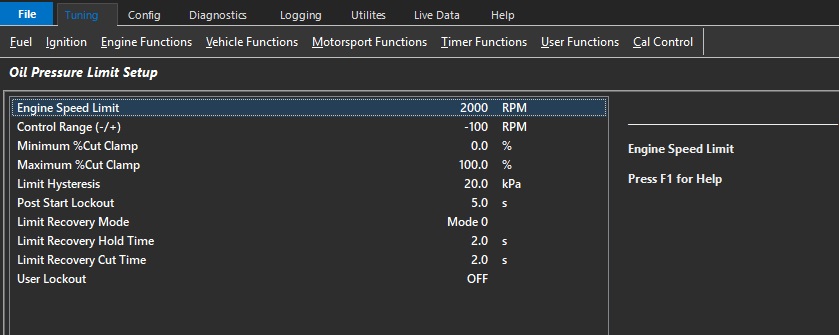 File Tuning Config Diagnostics Logging Utilites Live Data Help
Fuel Ignition Engine Functions Vehicle Functions Motorsport Functions Timer Functions User Functions Cal Control
Oil Pressure Limit Setup
Engine Speed Limit 2000 RPM
Control Range (-/+) -100 RPM
Minimum %Cut Clamp 0.0 %
Maximum %Cut Clamp 100.0 %
Limit Hysteresis 20.0 kPa
Post Start Lockout 5.0 s
Limit Recovery Mode Mode 0
Limit Recovery Hold Time 2.0 s
Limit Recovery Cut Time 2.0 s
User Lockout OFF
Engine Speed Limit
Press F1 for Help